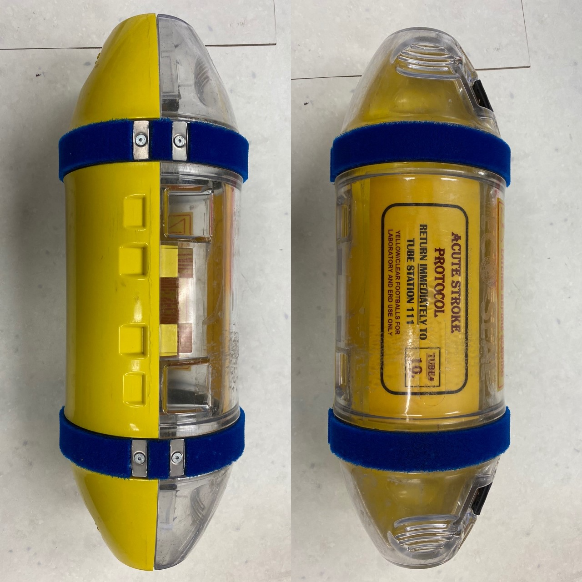 ACUTE STROKE
PROTOCOL
RETURN IMMEDIATELY TO
TUBE STATION 111
YELLOW/CLEAR FOOTBALLS FOR
LABORATORY AND ERD USE ONLY
TUBE#
10.